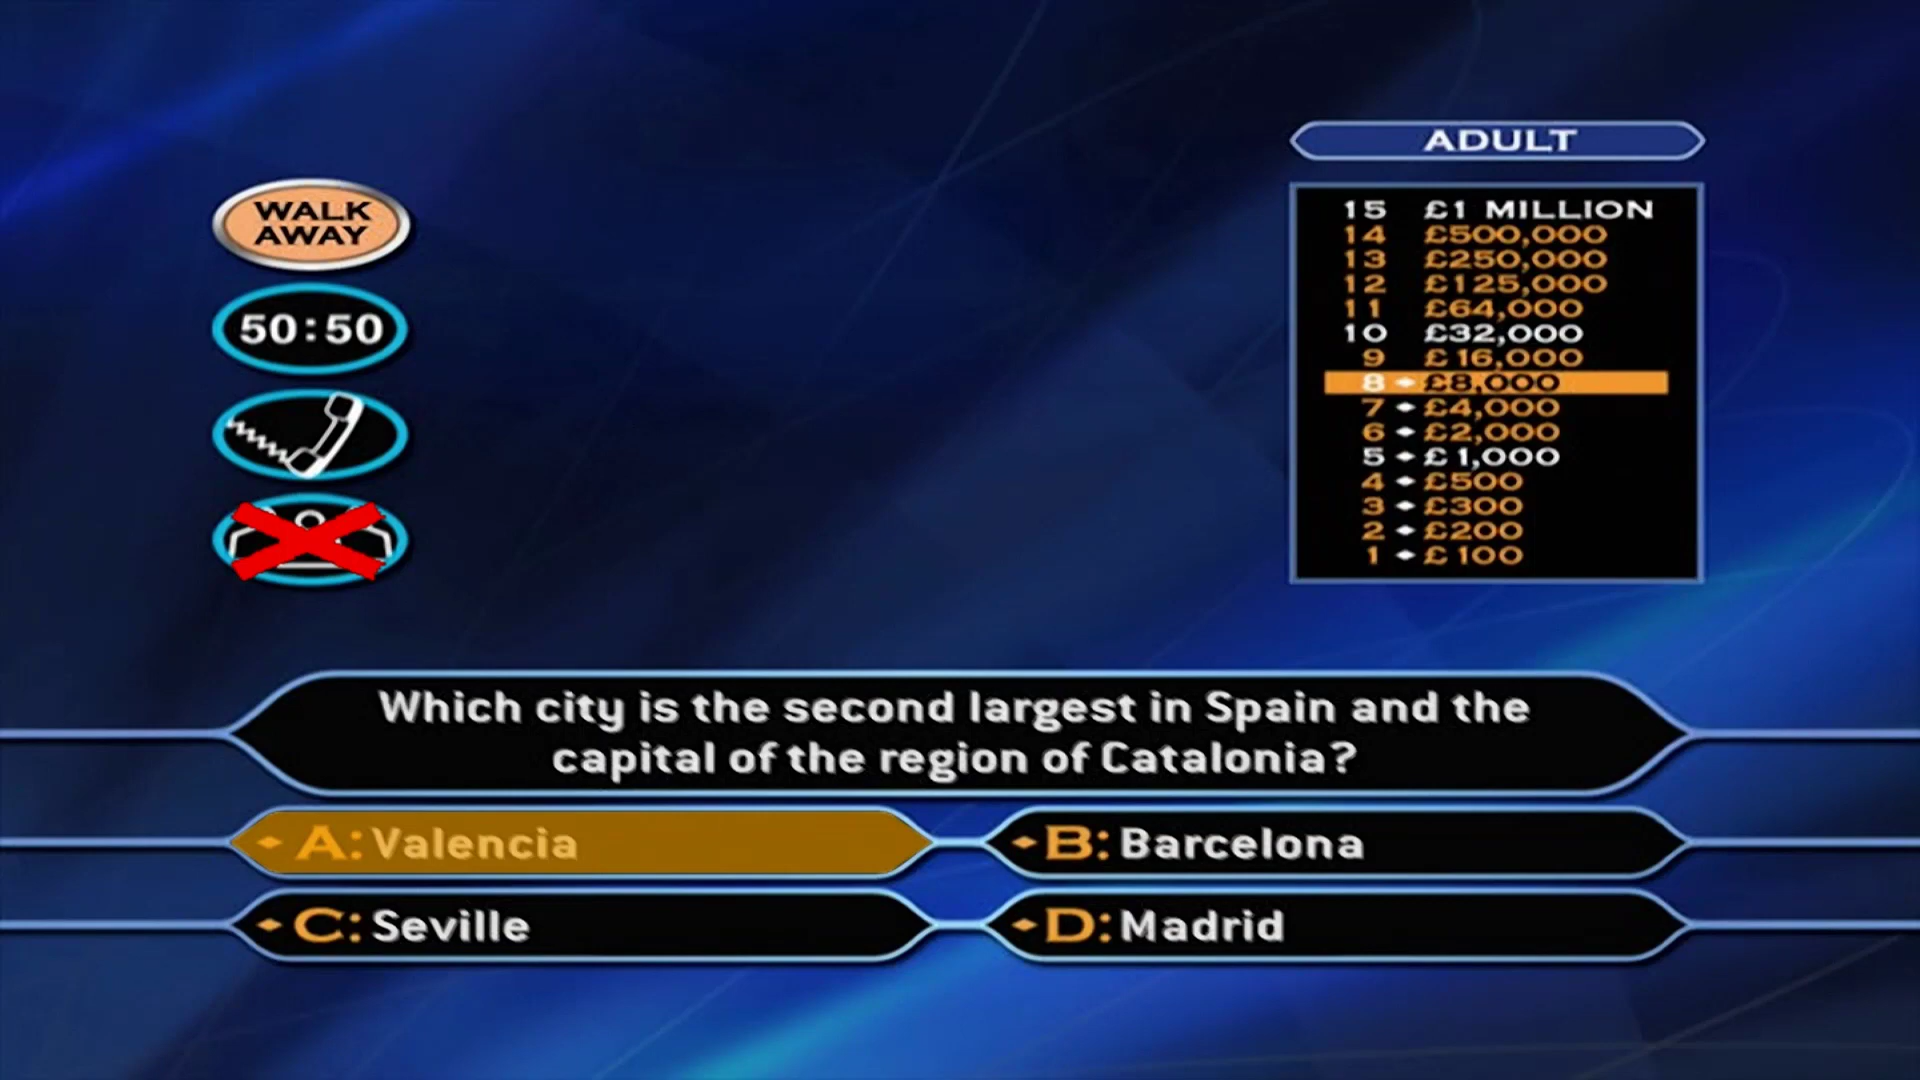 WALK
AWAY
50:50
ADULT
15 £1 MILLION
14 £500,000
13 £250,000
12 £125,000
11 £64,000
10 £32,000
9 £16,000
8 £8,000
7 £4,000
6 £2,000
5 £1,000
4 £500
3 £300
2 £200
1 £100
Which city is the second largest in Spain and the
capital of the region of Catalonia?
A: Valencia
B: Barcelona
C: Seville
D: Madrid